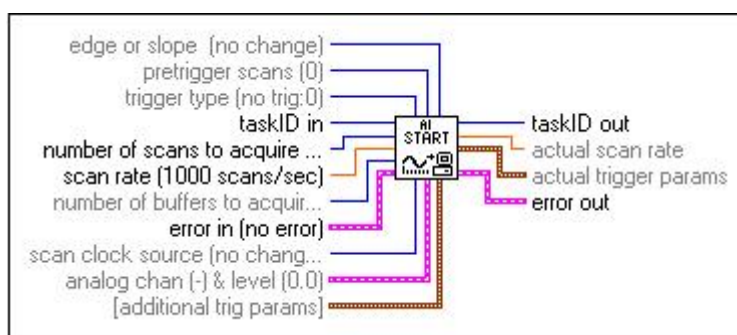 edge or slope (no change)
pretrigger scans (0)
trigger type (no trig:0)
taskID in
number of scans to acquire ...
scan rate (1000 scans/sec)
number of buffers to acquir...
error in (no error)
scan clock source (no chang...
analog chan (-) & level (0.0)
[additional trig params]
AI
START
taskID out
actual scan rate
actual trigger params
error out